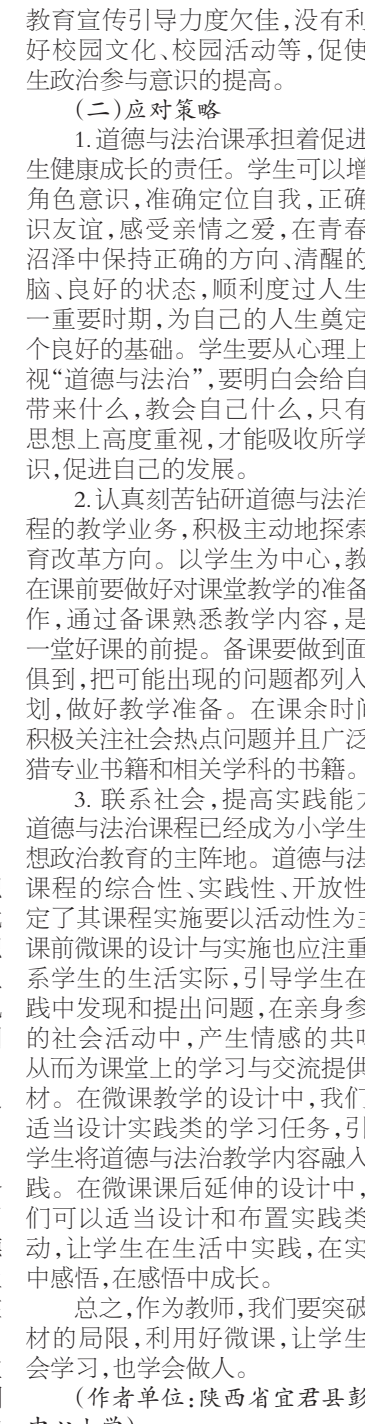 教育宣传引导力度欠佳,没有利
好校园文化、校园活动等,促使
生政治参与意识的提高。
(二)应对策略
1.道德与法治课承担着促进
生健康成长的责任。学生可以增
角色意识,准确定位自我,正确
识友谊,感受亲情之爱,在青春
沼泽中保持正确的方向、清醒的
脑、良好的状态,顺利度过人生
一重要时期,为自己的人生奠定
个良好的基础。学生要从心理上
视“道德与法治”,要明白会给自
带来什么,教会自己什么,只有
思想上高度重视,才能吸收所学
识,促进自己的发展。
2.认真刻苦钻研道德与法治
程的教学业务,积极主动地探索
育改革方向。以学生为中心,教
在课前要做好对课堂教学的准备
作,通过备课熟悉教学内容,是
一堂好课的前提。备课要做到面
俱到,把可能出现的问题都列入
划,做好教学准备。在课余时间
积极关注社会热点问题并且广泛
猎专业书籍和相关学科的书籍。
3. 联系社会,提高实践能
道德与法治课程已经成为小学生
想政治教育的主阵地。道德与法
课程的综合性、实践性、开放性
定了其课程实施要以活动性为主
课前微课的设计与实施也应注重
系学生的生活实际,引导学生在
践中发现和提出问题,在亲身参
的社会活动中,产生情感的共
从而为课堂上的学习与交流提供
材。在微课教学的设计中,我们
适当设计实践类的学习任务,引
学生将道德与法治教学内容融入
践。在微课课后延伸的设计中,
们可以适当设计和布置实践类
动,让学生在生活中实践,在实
中感悟,在感悟中成长。
总之,作为教师,我们要突破
材的局限,利用好微课,让学生
会学习,也学会做人。
(作者单位:陕西省宜君县彭